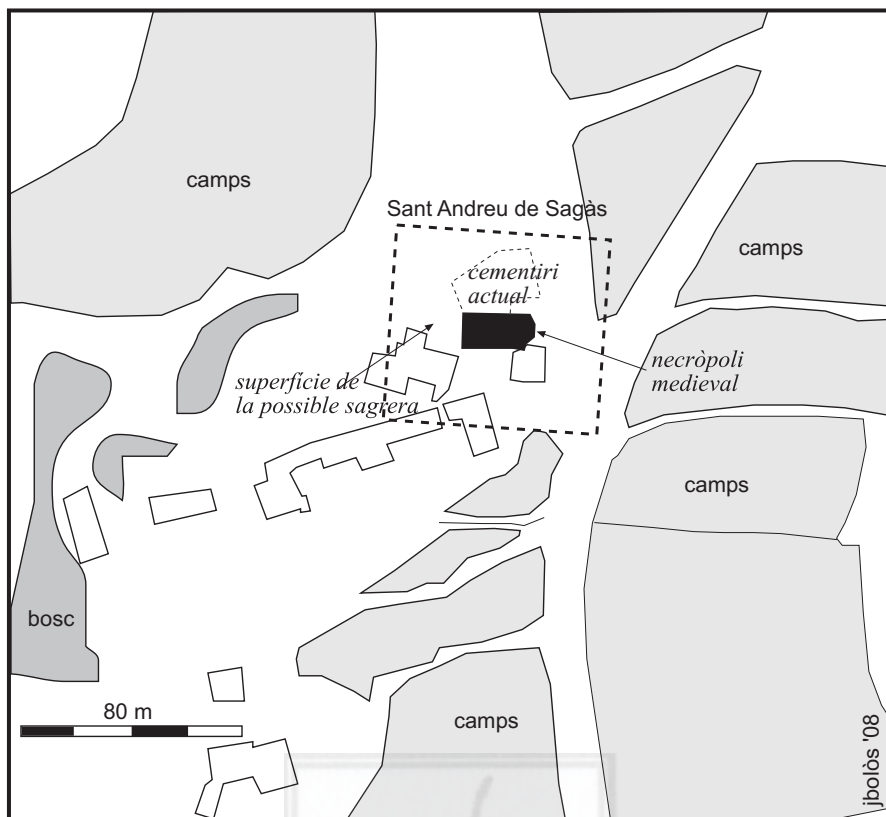 camps
Sant Andreu de Sagàs
camps
cementiri
actual
necròpoli
medieval
superfície de
la possible sagrera
camps
bosc
80 m
camps
jbolòs '08